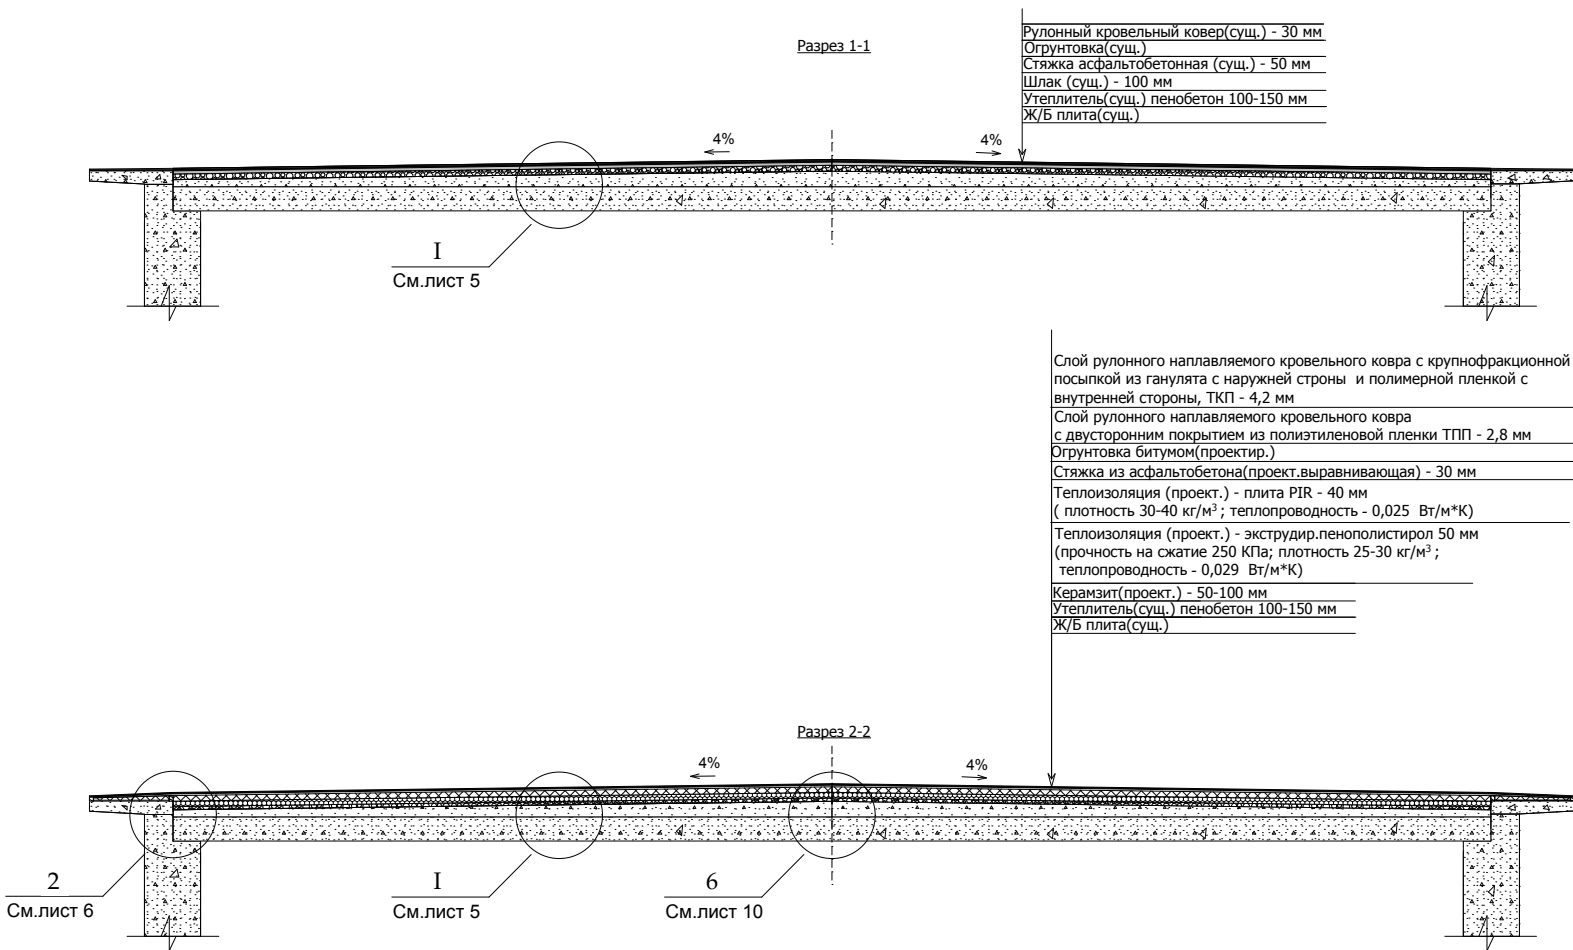 Разрез 1-1
Рулонный кровельный ковер(сущ.) - 30 мм
Огрунтовка(сущ.)
Стяжка асфальтобетонная (сущ.) - 50 мм
Шлак (сущ.) - 100 мм
Утеплитель(сущ.) пенобетон 100-150 мм
Ж/Б плита(сущ.)
4%
4%
I
См.лист 5
Слой рулонного наплавляемого кровельного ковра с крупнофракционной
посыпкой из ганулята с наружней строны и полимерной пленкой с
внутренней стороны, ТКП - 4,2 мм
Слой рулонного наплавляемого кровельного ковра
с двусторонним покрытием из полиэтиленовой пленки ТПП - 2,8 мм
Огрунтовка битумом(проектир.)
Стяжка из асфальтобетона(проект.выравнивающая) - 30 мм
Теплоизоляция (проект.) - плита PIR - 40 мм
( плотность 30-40 кг/м³ ; теплопроводность - 0,025 Вт/м*К)
Теплоизоляция (проект.) - экструдир.пенополистирол 50 мм
(прочность на сжатие 250 КПа; плотность 25-30 кг/м³ ;
теплопроводность - 0,029 Вт/м*К)
Керамзит(проект.) - 50-100 мм
Утеплитель(сущ.) пенобетон 100-150 мм
Ж/Б плита(сущ.)
Разрез 2-2
4%
4%
2
См.лист 6
I
См.лист 5
6
См.лист 10